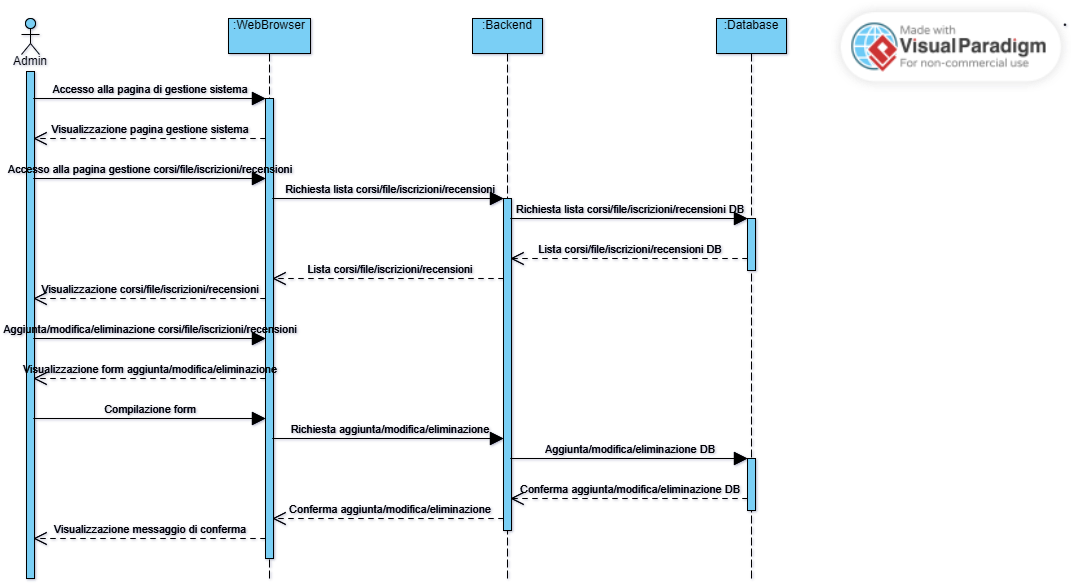 :WebBrowser
:Backend
:Database
Made with
Visual Paradigm
For non-commercial use
Admin
Accesso alla pagina di gestione sistema
Visualizzazione pagina gestione sistema
Accesso alla pagina gestione corsi/file/iscrizioni/recensioni
Richiesta lista corsi/file/iscrizioni/recensioni
Richiesta lista corsi/file/iscrizioni/recensioni DB
Lista corsi/file/iscrizioni/recensioni DB
Lista corsi/file/iscrizioni/recensioni
Visualizzazione corsi/file/iscrizioni/recensioni
Aggiunta/modifica/eliminazione corsi/file/iscrizioni/recensioni
Visualizzazione form aggiunta/modifica/eliminazione
Compilazione form
Richiesta aggiunta/modifica/eliminazione
Aggiunta/modifica/eliminazione DB
Conferma aggiunta/modifica/eliminazione DB
Conferma aggiunta/modifica/eliminazione
Visualizzazione messaggio di conferma